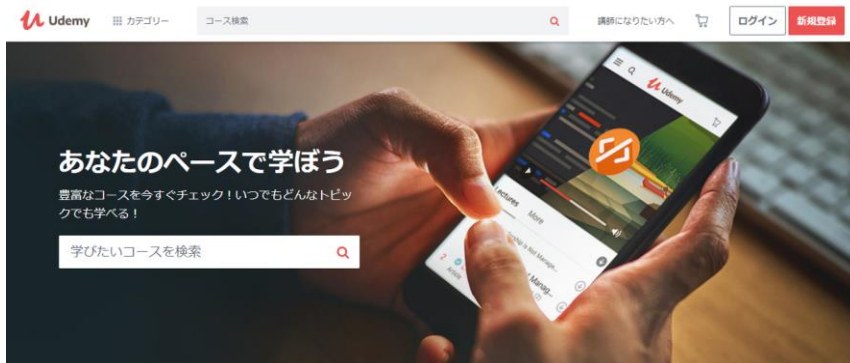 Udemy
カテゴリー
コース検索
講師になりたい方へ
ログイン
新規登録
あなたのペースで学ぼう
豊富なコースを今すぐチェック！いつでもどんなトピッ
クでも学べる！
学びたいコースを検索
Udemy
Lectures More